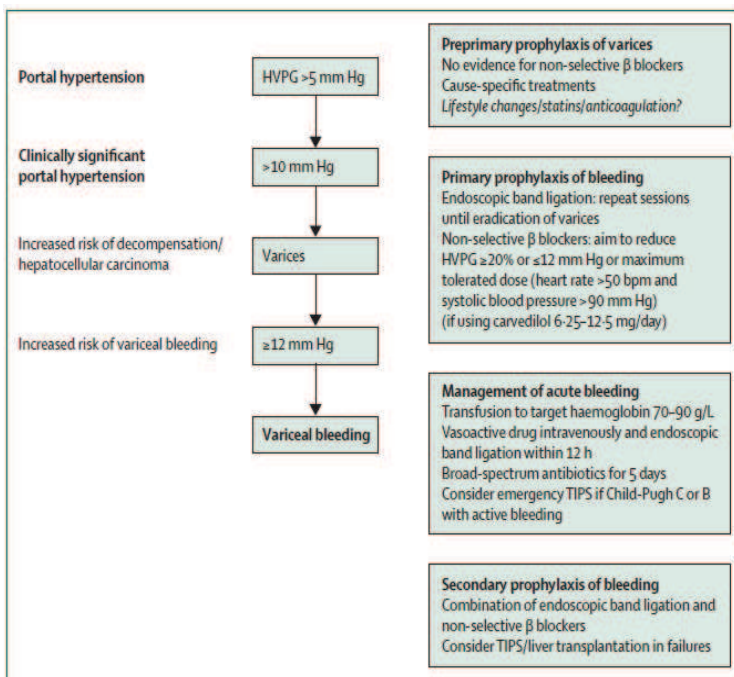 Portal hypertension
HVPG >5 mm Hg
Clinically significant
portal hypertension
>10 mm Hg
Increased risk of decompensation/
hepatocellular carcinoma
Varices
Increased risk of variceal bleeding
≥12 mm Hg
Variceal bleeding
Preprimary prophylaxis of varices
No evidence for non-selective β blockers
Cause-specific treatments
Lifestyle changes/statins/anticoagulation?
Primary prophylaxis of bleeding
Endoscopic band ligation: repeat sessions
until eradication of varices
Non-selective β blockers: aim to reduce
HVPG ≥20% or ≤12 mm Hg or maximum
tolerated dose (heart rate >50 bpm and
systolic blood pressure >90 mm Hg)
(if using carvedilol 6·25–12·5 mg/day)
Management of acute bleeding
Transfusion to target haemoglobin 70–90 g/L
Vasoactive drug intravenously and endoscopic
band ligation within 12 h
Broad-spectrum antibiotics for 5 days
Consider emergency TIPS if Child-Pugh C or B
with active bleeding
Secondary prophylaxis of bleeding
Combination of endoscopic band ligation and
non-selective β blockers
Consider TIPS/liver transplantation in failures